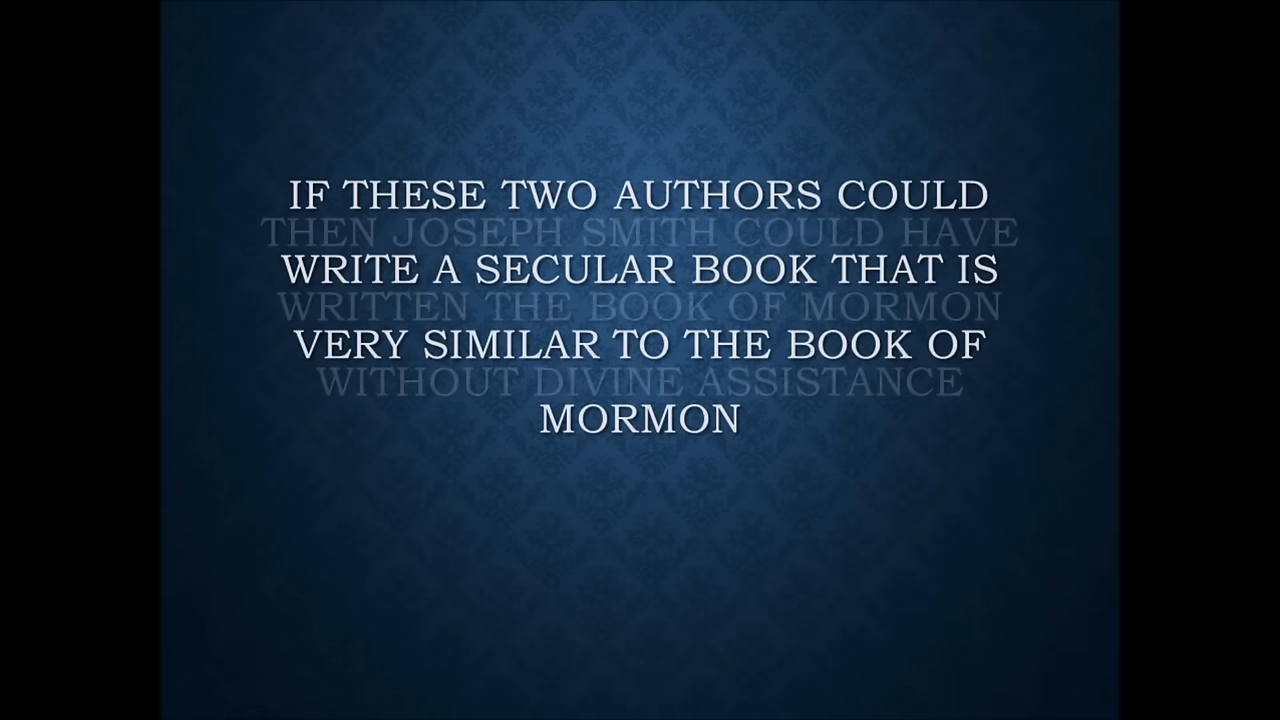 IF THESE TWO AUTHORS COULD
THEN JOSEPH SMITH COULD HAVE
WRITE A SECULAR BOOK THAT IS
WRITTEN THE BOOK OF MORMON
VERY SIMILAR TO THE BOOK OF
WITHOUT DIVINE ASSISTANCE
MORMON